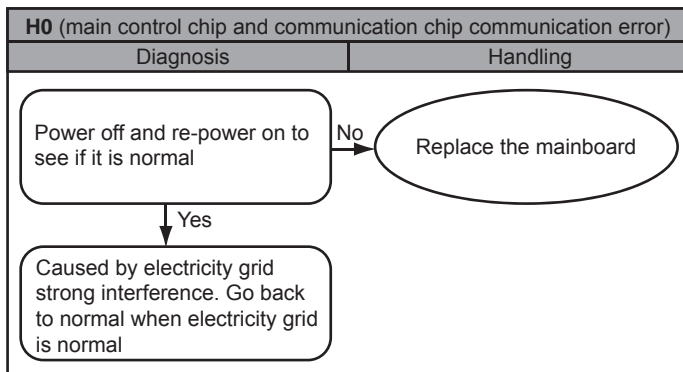 H0 (main control chip and communication chip communication error)
Diagnosis
Handling
Power off and re-power on to
see if it is normal
No
Replace the mainboard
Yes
Caused by electricity grid
strong interference. Go back
to normal when electricity grid
is normal